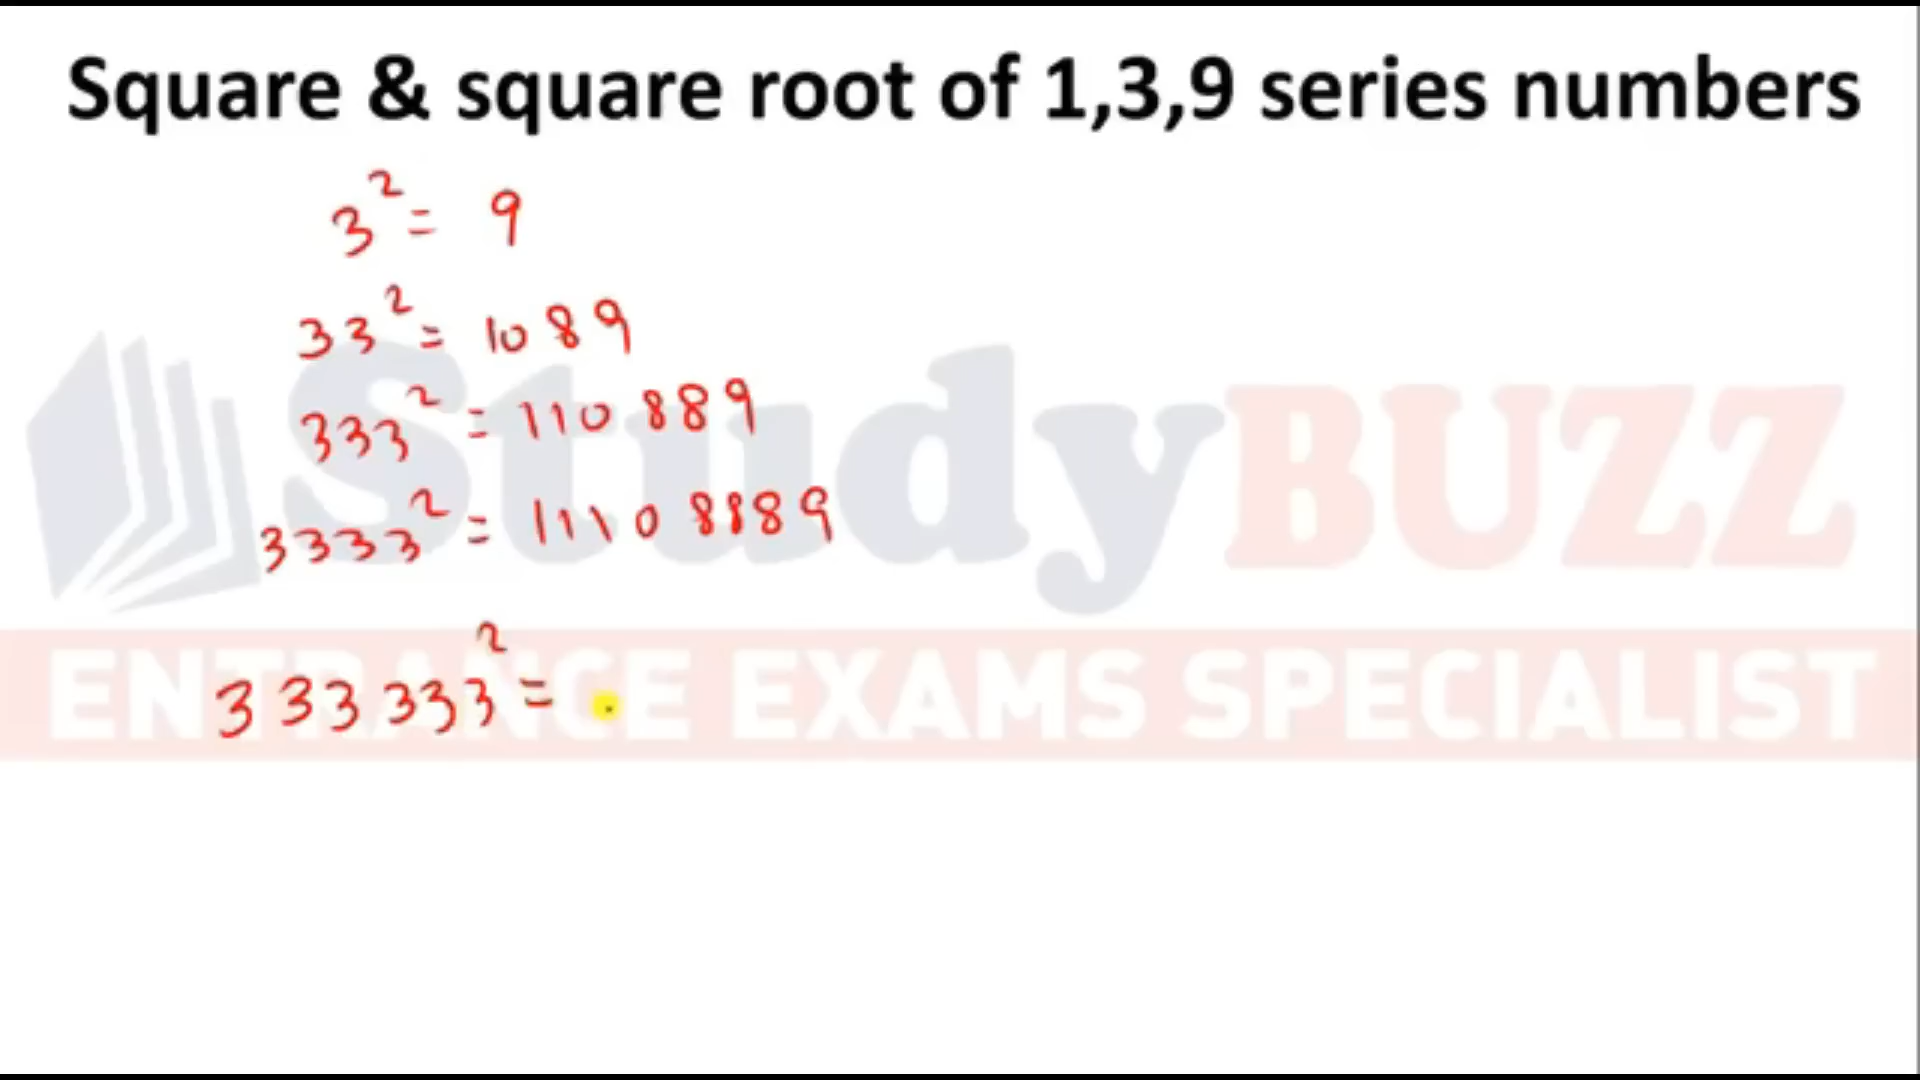 Square & square root of 1,3,9 series numbers
3² = 9
33² = 1089
333² = 110889
3333² = 11108889
333333² =
StudyBUZZ
ENTRANCE EXAMS SPECIALIST